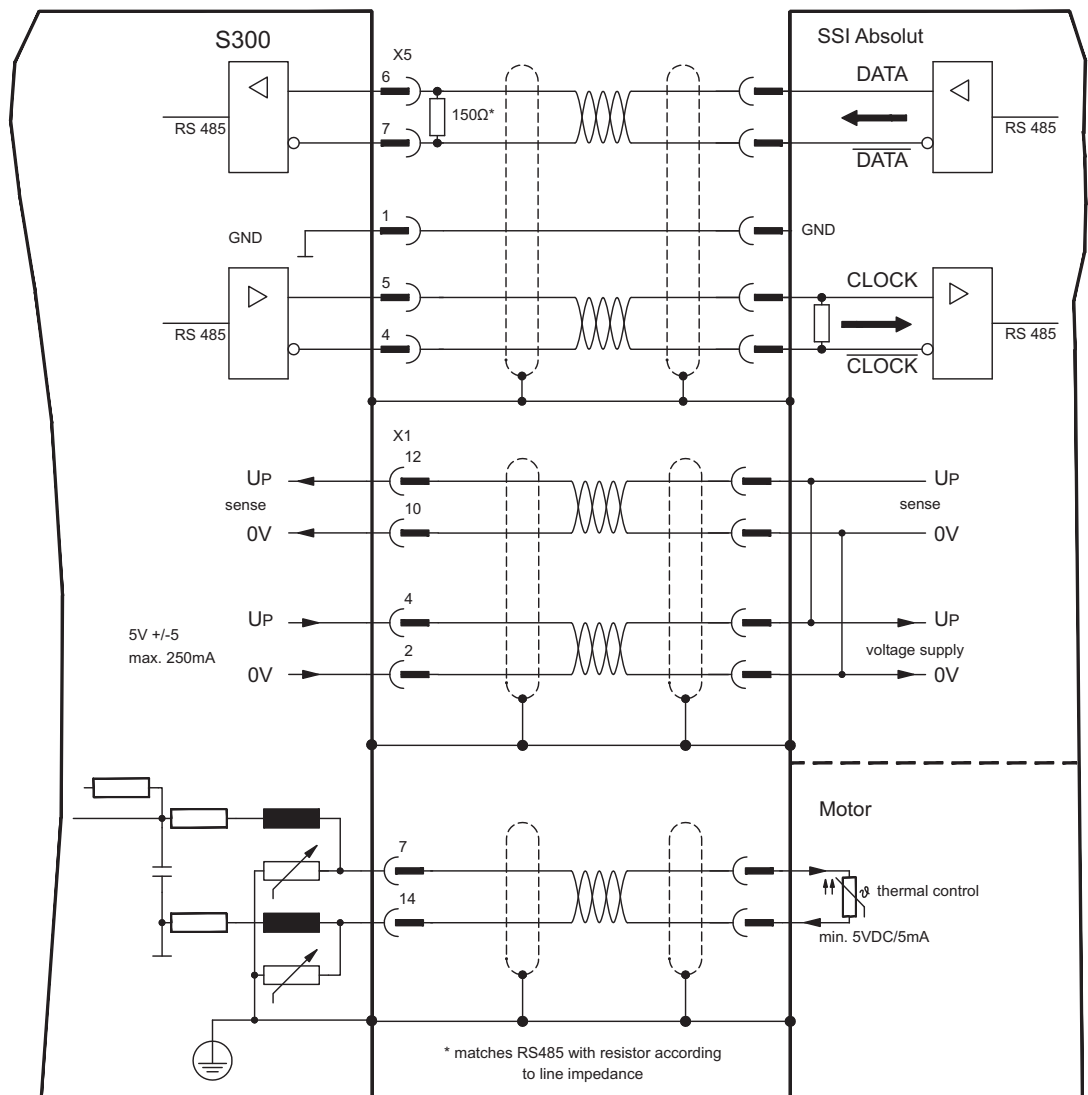 S300
X5
SSI Absolut
6
DATA
RS 485
150Ω*
RS 485
7
DATA
1
GND
GND
5
CLOCK
RS 485
4
RS 485
CLOCK
X1
12
UP
UP
sense
sense
10
0V
0V
4
UP
UP
5V +/-5
max. 250mA
voltage supply
2
0V
0V
Motor
7
ϑ thermal control
14
min. 5VDC/5mA
* matches RS485 with resistor according
to line impedance